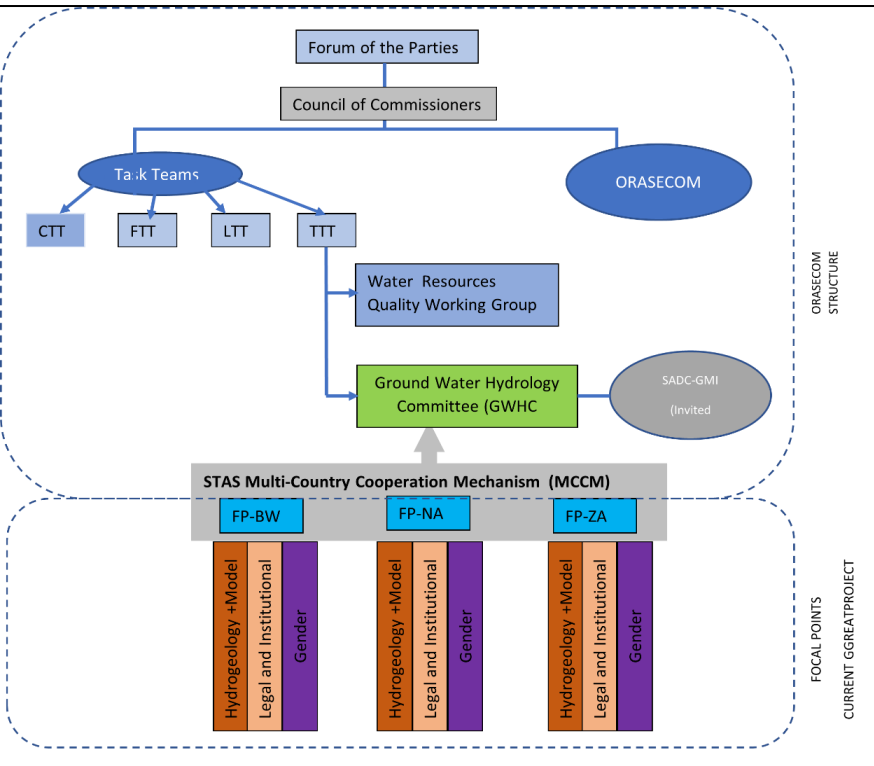 Forum of the Parties
Council of Commissioners
Task Teams
ORASECOM
CTT
FTT
LTT
TTT
Water Resources
Quality Working Group
Ground Water Hydrology
Committee (GWHC
SADC-GMI
(Invited
STAS Multi-Country Cooperation Mechanism (MCCM)
FP-BW
FP-NA
FP-ZA
Hydrogeology +Model
Legal and Institutional
Gender
Hydrogeology +Model
Legal and Institutional
Gender
Hydrogeology +Model
Legal and Institutional
Gender
ORASECOM
STRUCTURE
FOCAL POINTS
CURRENT GGREATPROJECT